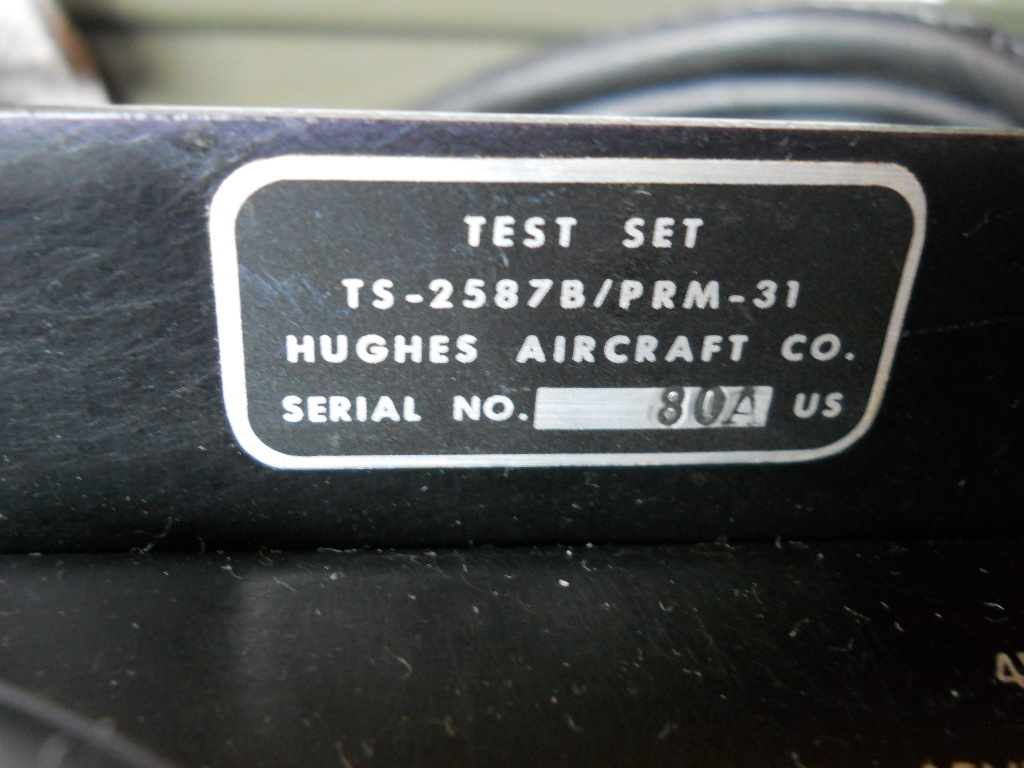 TEST SET
TS-2587B/PRM-31
HUGHES AIRCRAFT CO.
SERIAL NO. 80A US